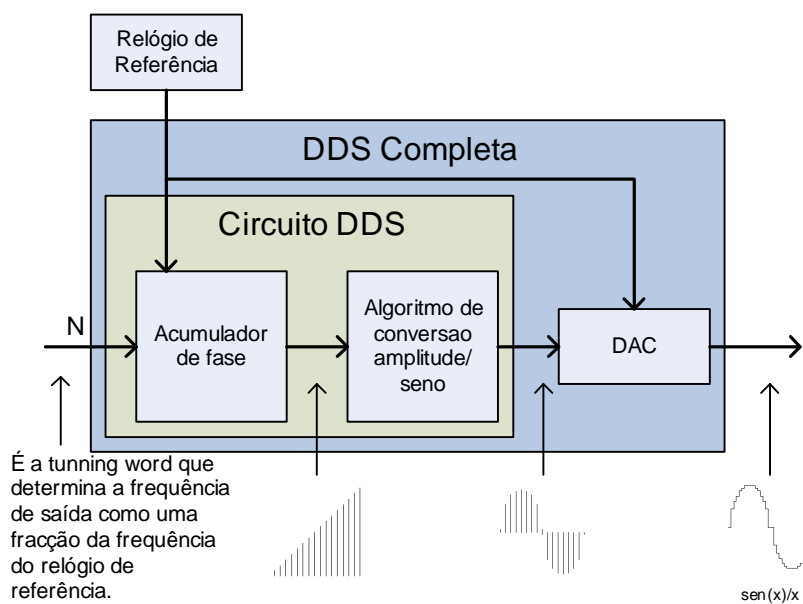 Relógio de
Referência
DDS Completa
Circuito DDS
N
Acumulador
de fase
Algoritmo de
conversao
amplitude/
seno
DAC
É a tunning word que
determina a frequência
de saída como uma
fracção da frequência
do relógio de
referência.
sen(x)/x